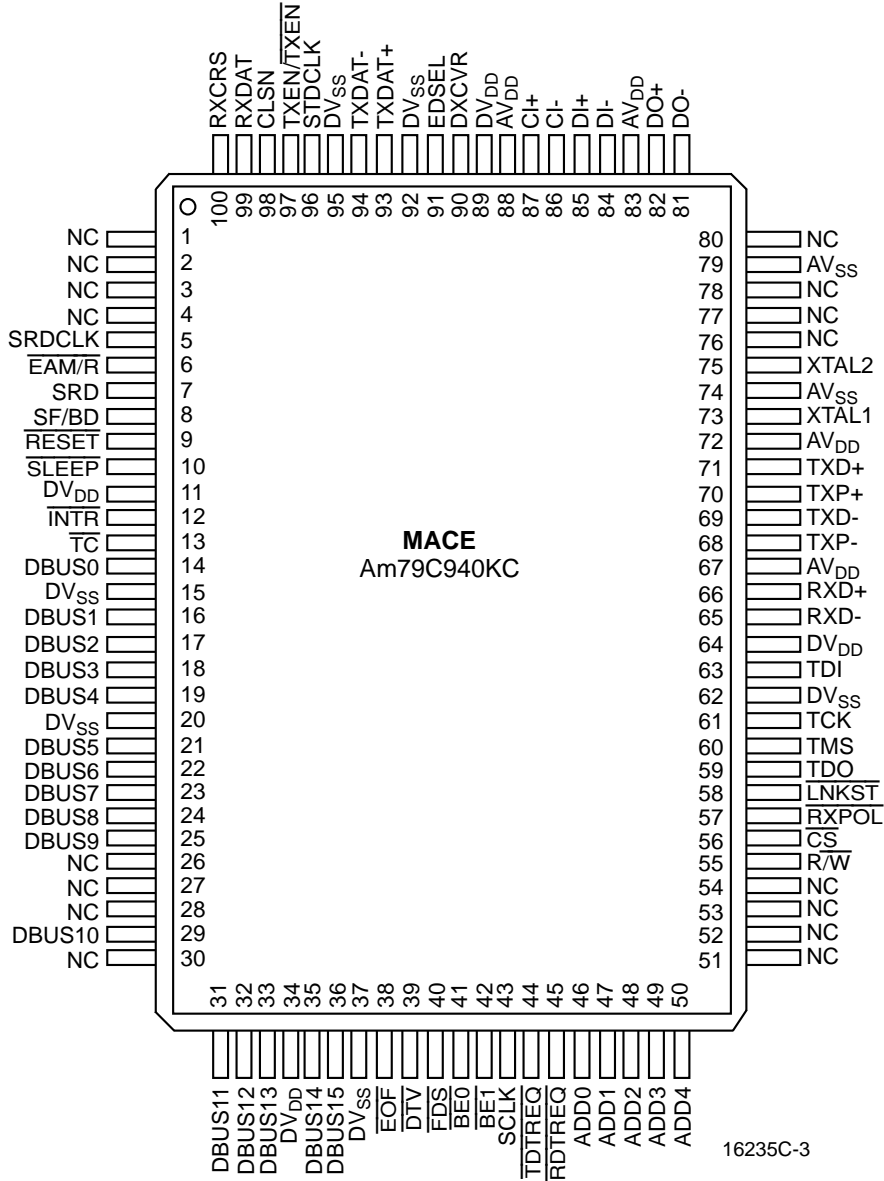 RXCRS
RXDAT
CLSN
TXEN/TXEN
STDCLK
DVSS
TXDAT-
TXDAT+
DVSS
EDSEL
DXCVR
DVDD
AVDD
CI+
CI-
DI+
DI-
AVDD
DO+
DO-
100 99 98 97 96 95 94 93 92 91 90 89 88 87 86 85 84 83 82 81
NC 1
NC 2
NC 3
NC 4
SRDCLK 5
EAM/R 6
SRD 7
SF/BD 8
RESET 9
SLEEP 10
DVDD 11
INTR 12
TC 13
DBUS0 14
DVSS 15
DBUS1 16
DBUS2 17
DBUS3 18
DBUS4 19
DVSS 20
DBUS5 21
DBUS6 22
DBUS7 23
DBUS8 24
DBUS9 25
NC 26
NC 27
NC 28
DBUS10 29
NC 30
MACE
Am79C940KC
80 NC
79 AVSS
78 NC
77 NC
76 NC
75 XTAL2
74 AVSS
73 XTAL1
72 AVDD
71 TXD+
70 TXP+
69 TXD-
68 TXP-
67 AVDD
66 RXD+
65 RXD-
64 DVDD
63 TDI
62 DVSS
61 TCK
60 TMS
59 TDO
58 LNKST
57 RXPOL
56 CS
55 R/W
54 NC
53 NC
52 NC
51 NC
31 32 33 34 35 36 37 38 39 40 41 42 43 44 45 46 47 48 49 50
DBUS11
DBUS12
DBUS13
DVDD
DBUS14
DBUS15
DVSS
EOF
DTV
FDS
BE0
BE1
SCLK
TDTREQ
RDTREQ
ADD0
ADD1
ADD2
ADD3
ADD4
16235C-3